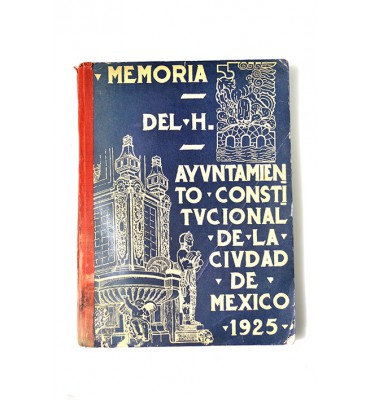 MEMORIA
DEL▾H.
AYVNTAMIEN
TO▾CONSTI
TVCIONAL
▾DE▾LA▾
CIVDAD
▾DE▾
MEXICO
▾1925▾